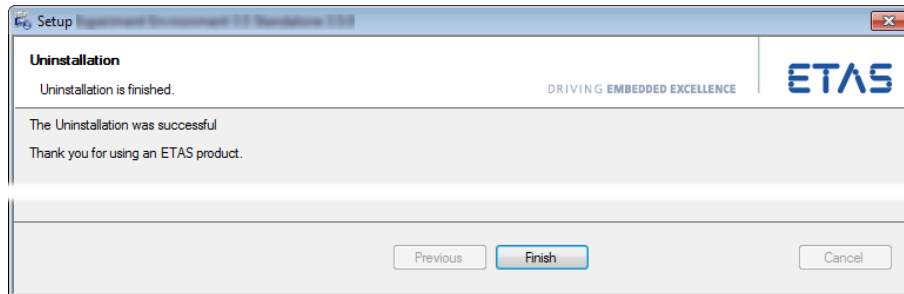 Setup
Uninstallation
Uninstallation is finished.
DRIVING EMBEDDED EXCELLENCE
ETAS
The Uninstallation was successful
Thank you for using an ETAS product.
Previous
Finish
Cancel